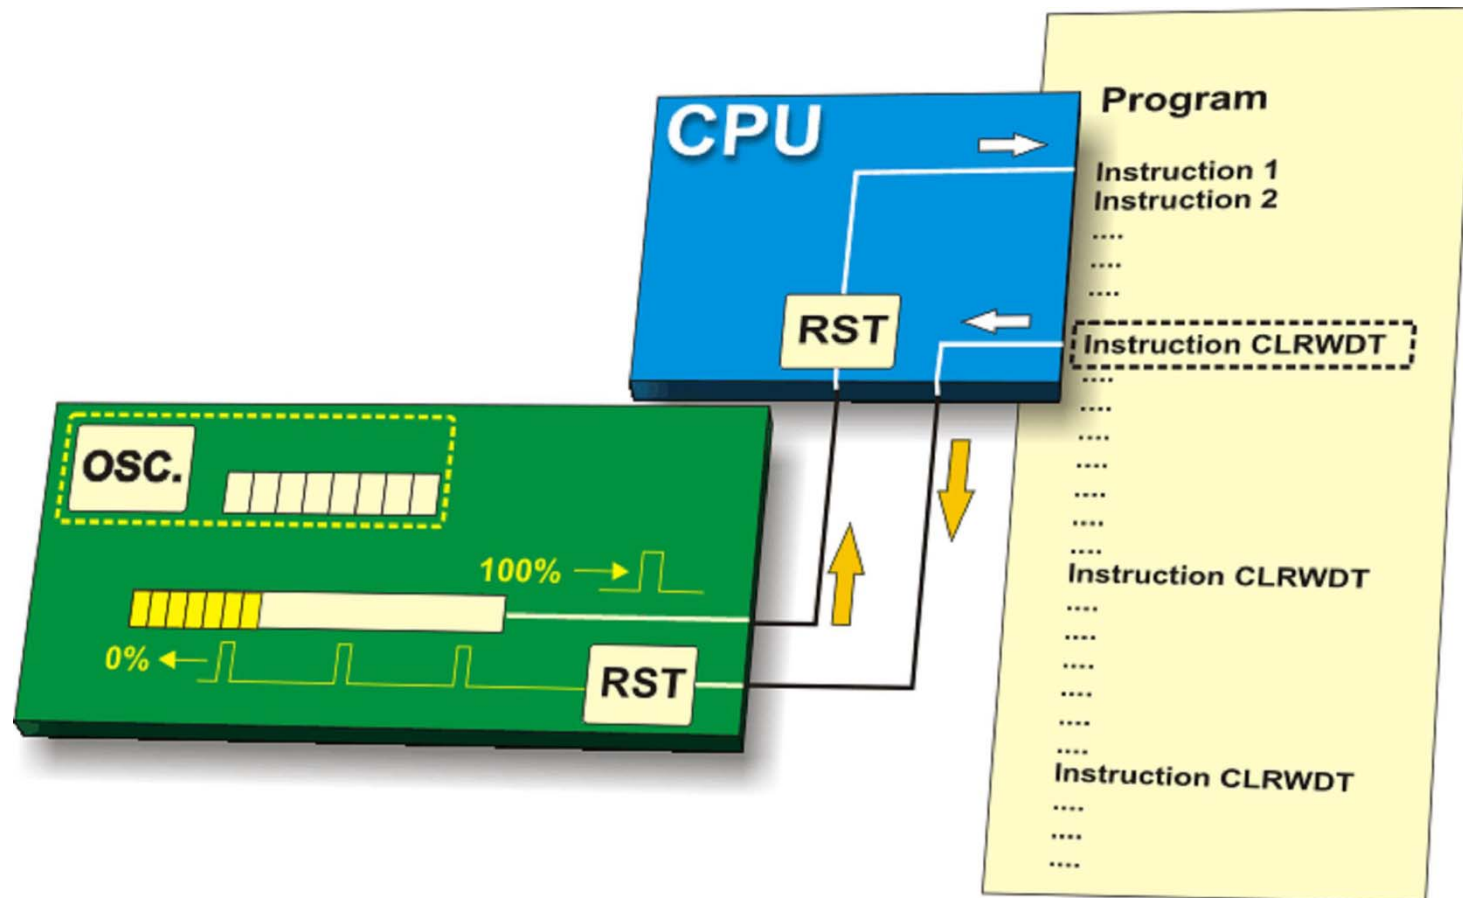 CPU
RST
OSC.
100%
0%
RST
Program
Instruction 1
Instruction 2
....
....
....
Instruction CLRWDT
....
....
....
....
....
....
....
Instruction CLRWDT
....
....
....
....
....
....
Instruction CLRWDT
....
....
....